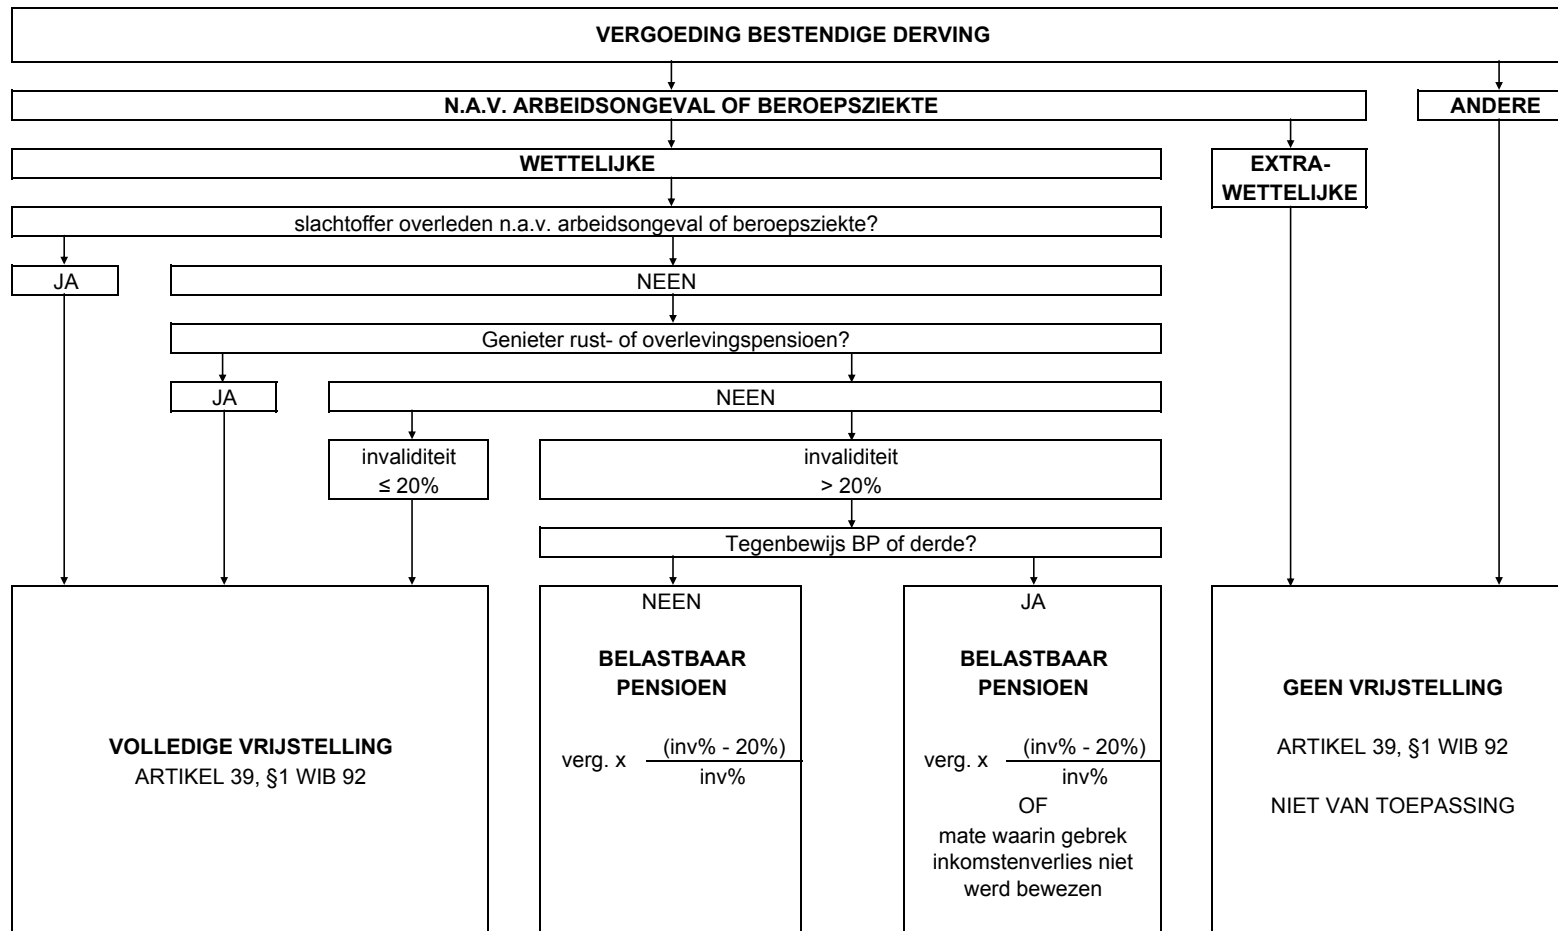 VERGOEDING BESTENDIGE DERVING
N.A.V. ARBEIDSONGEVAL OF BEROEPSZIEKTE
ANDERE
WETTELIJKE
EXTRA-
WETTELIJKE
slachtoffer overleden n.a.v. arbeidsongeval of beroepsziekte?
JA
NEEN
Genieter rust- of overlevingspensioen?
JA
NEEN
invaliditeit
≤ 20%
invaliditeit
> 20%
Tegenbewijs BP of derde?
VOLLEDIGE VRIJSTELLING
ARTIKEL 39, §1 WIB 92
NEEN
BELASTBAAR
PENSIOEN
verg. x (inv% - 20%)
inv%
JA
BELASTBAAR
PENSIOEN
verg. x (inv% - 20%)
inv%
OF
mate waarin gebrek
inkomstenverlies niet
werd bewezen
GEEN VRIJSTELLING
ARTIKEL 39, §1 WIB 92
NIET VAN TOEPASSING